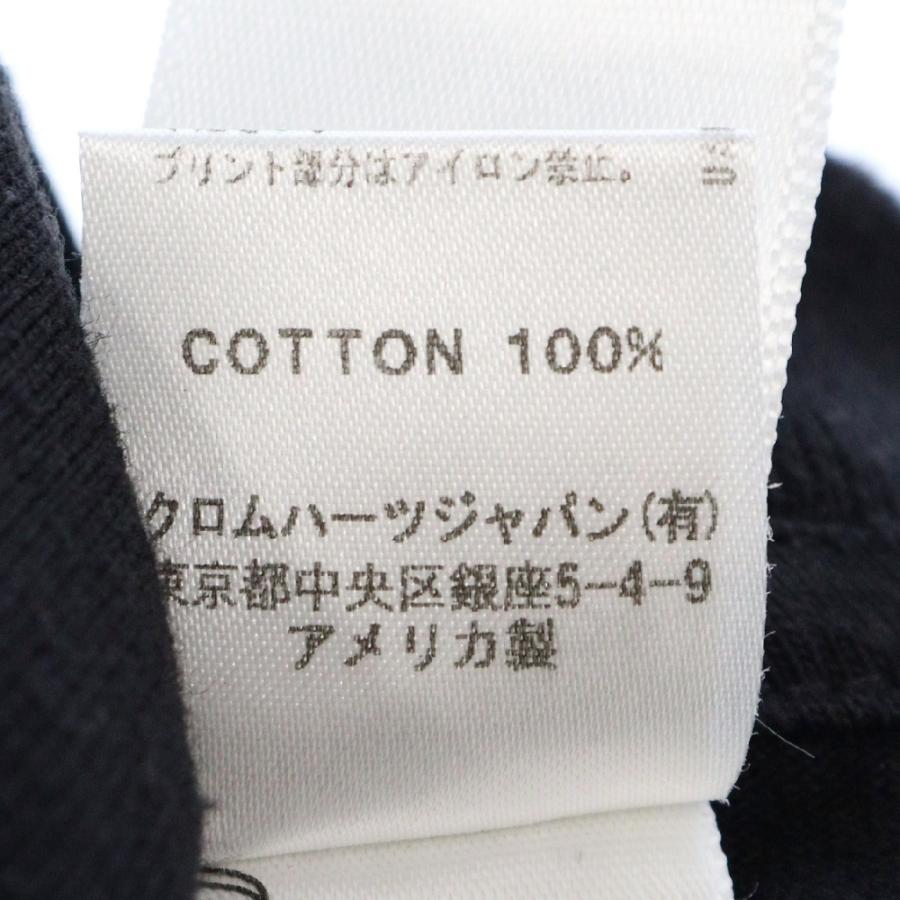 プリント部分はアイロン禁止。
COTTON 100%
クロムハーツジャパン(有)
東京都中央区銀座5-4-9
アメリカ製